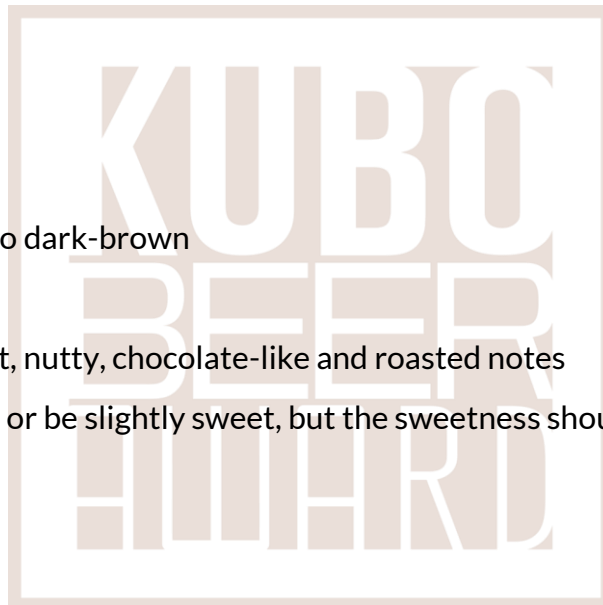 KUBO
o dark-brown
BEER
t, nutty, chocolate-like and roasted notes
or be slightly sweet, but the sweetness shou
AWARD